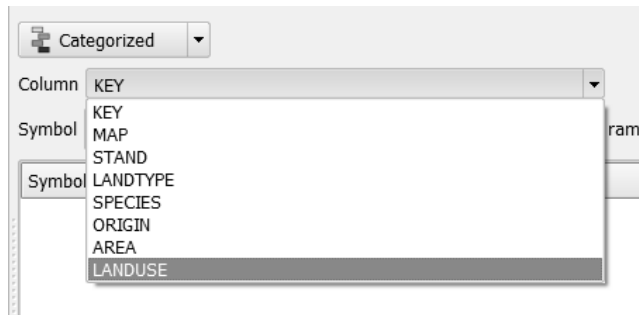 Categorized
Column KEY
KEY
Symbol MAP ram
STAND
Symbol LANDTYPE
SPECIES
ORIGIN
AREA
LANDUSE